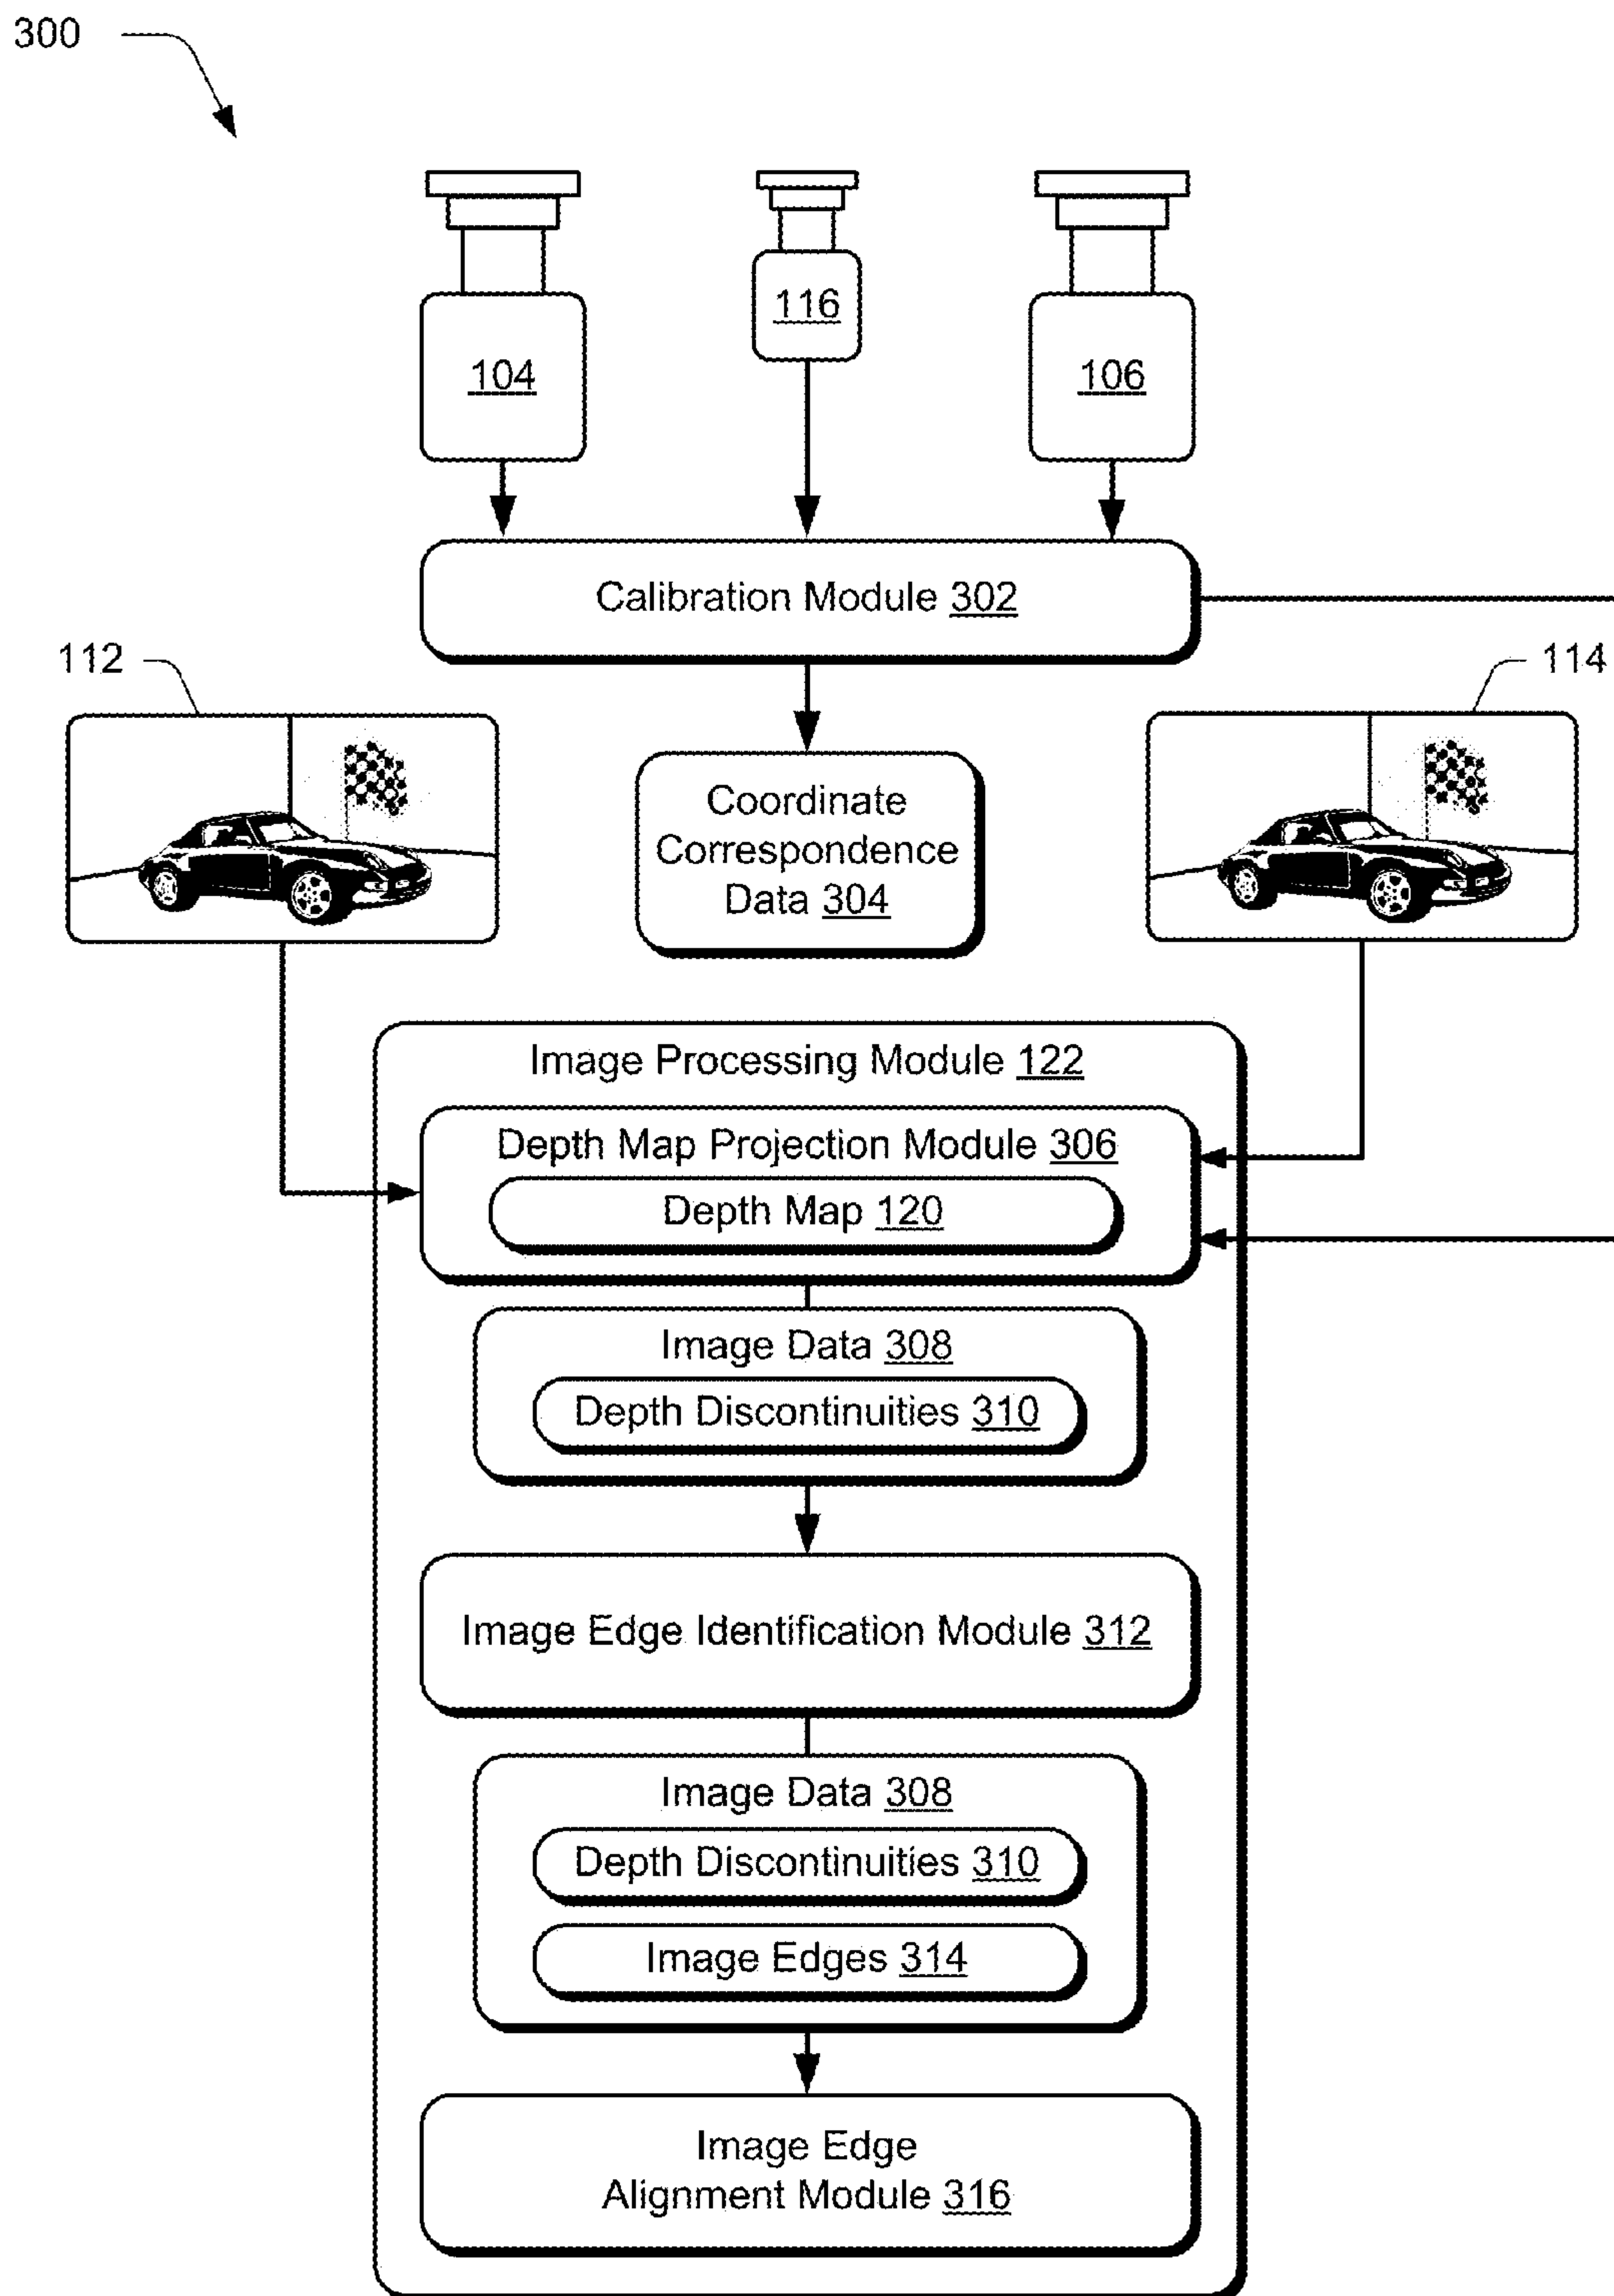 300
116
104
106
Calibration Module 302
112
114
Coordinate
Correspondence
Data 304
Image Processing Module 122
Depth Map Projection Module 306
Depth Map 120
Image Data 308
Depth Discontinuities 310
Image Edge Identification Module 312
Image Data 308
Depth Discontinuities 310
Image Edges 314
Image Edge
Alignment Module 316